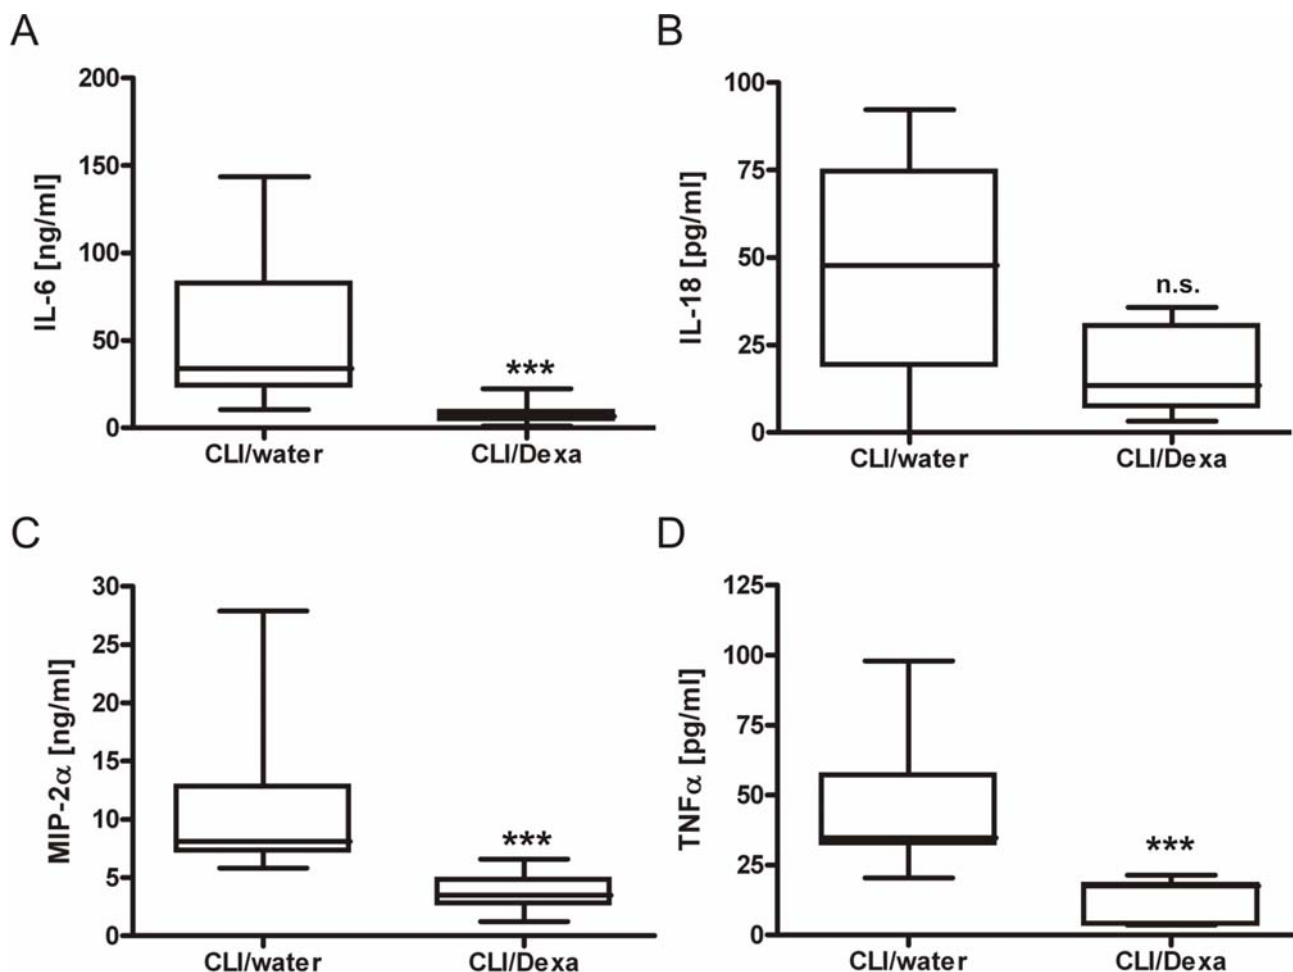 A
IL-6 [ng/ml]
200
150
100
50
0
***
CLI/water
CLI/Dexa
B
IL-18 [pg/ml]
100
75
50
25
0
n.s.
CLI/water
CLI/Dexa
C
MIP-2α [ng/ml]
30
25
20
15
10
5
0
***
CLI/water
CLI/Dexa
D
TNFα [pg/ml]
125
100
75
50
25
0
***
CLI/water
CLI/Dexa